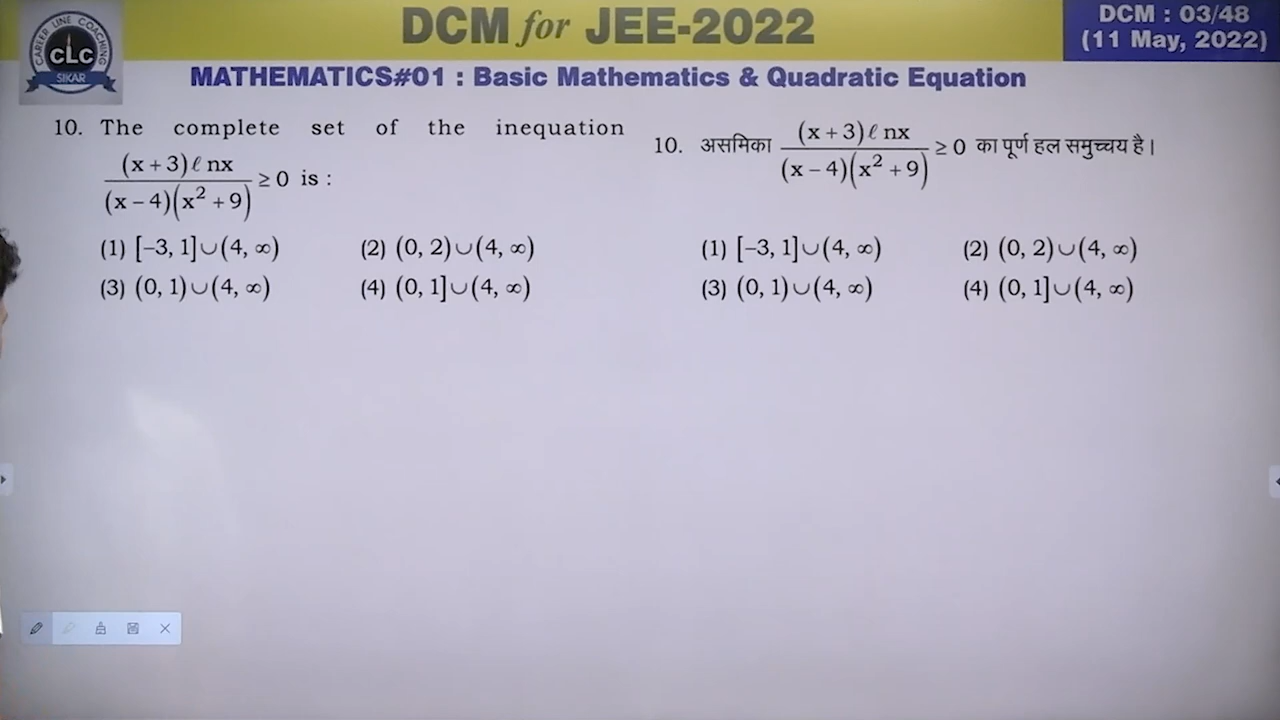 CAREER LINE COACHING
CLC
SIKAR
DCM for JEE-2022
DCM : 03/48
(11 May, 2022)
MATHEMATICS#01 : Basic Mathematics & Quadratic Equation
10. The complete set of the inequation
(x + 3) ℓ nx
(x – 4)(x² + 9)
≥ 0 is :
(1) [–3, 1]∪(4, ∞)
(2) (0, 2)∪(4, ∞)
(3) (0, 1)∪(4, ∞)
(4) (0, 1]∪(4, ∞)
10. असमिका (x + 3) ℓ nx / (x – 4)(x² + 9) ≥ 0 का पूर्ण हल समुच्चय है।
(1) [–3, 1]∪(4, ∞)
(2) (0, 2)∪(4, ∞)
(3) (0, 1)∪(4, ∞)
(4) (0, 1]∪(4, ∞)